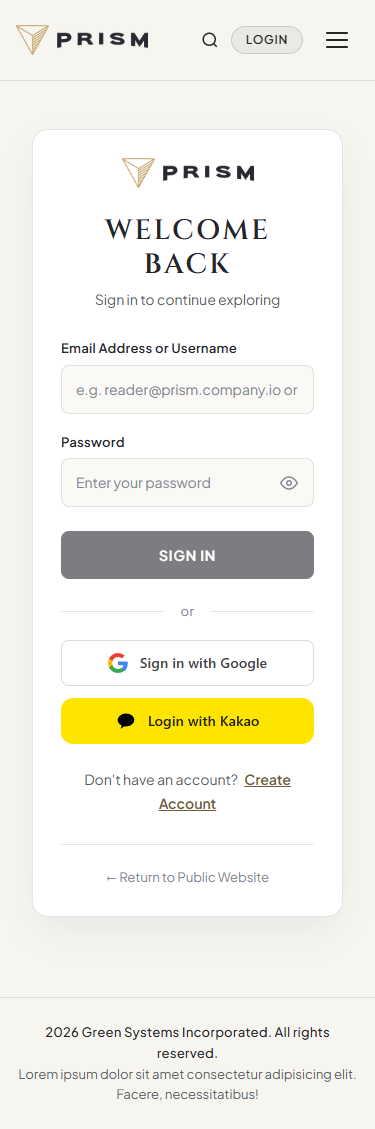 PRISM
LOGIN
PRISM
WELCOME
BACK
Sign in to continue exploring
Email Address or Username
e.g. reader@prism.company.io or
Password
Enter your password
SIGN IN
or
Sign in with Google
Login with Kakao
Don't have an account? Create
Account
← Return to Public Website
2026 Green Systems Incorporated. All rights
reserved.
Lorem ipsum dolor sit amet consectetur adipisicing elit.
Facere, necessitatibus!